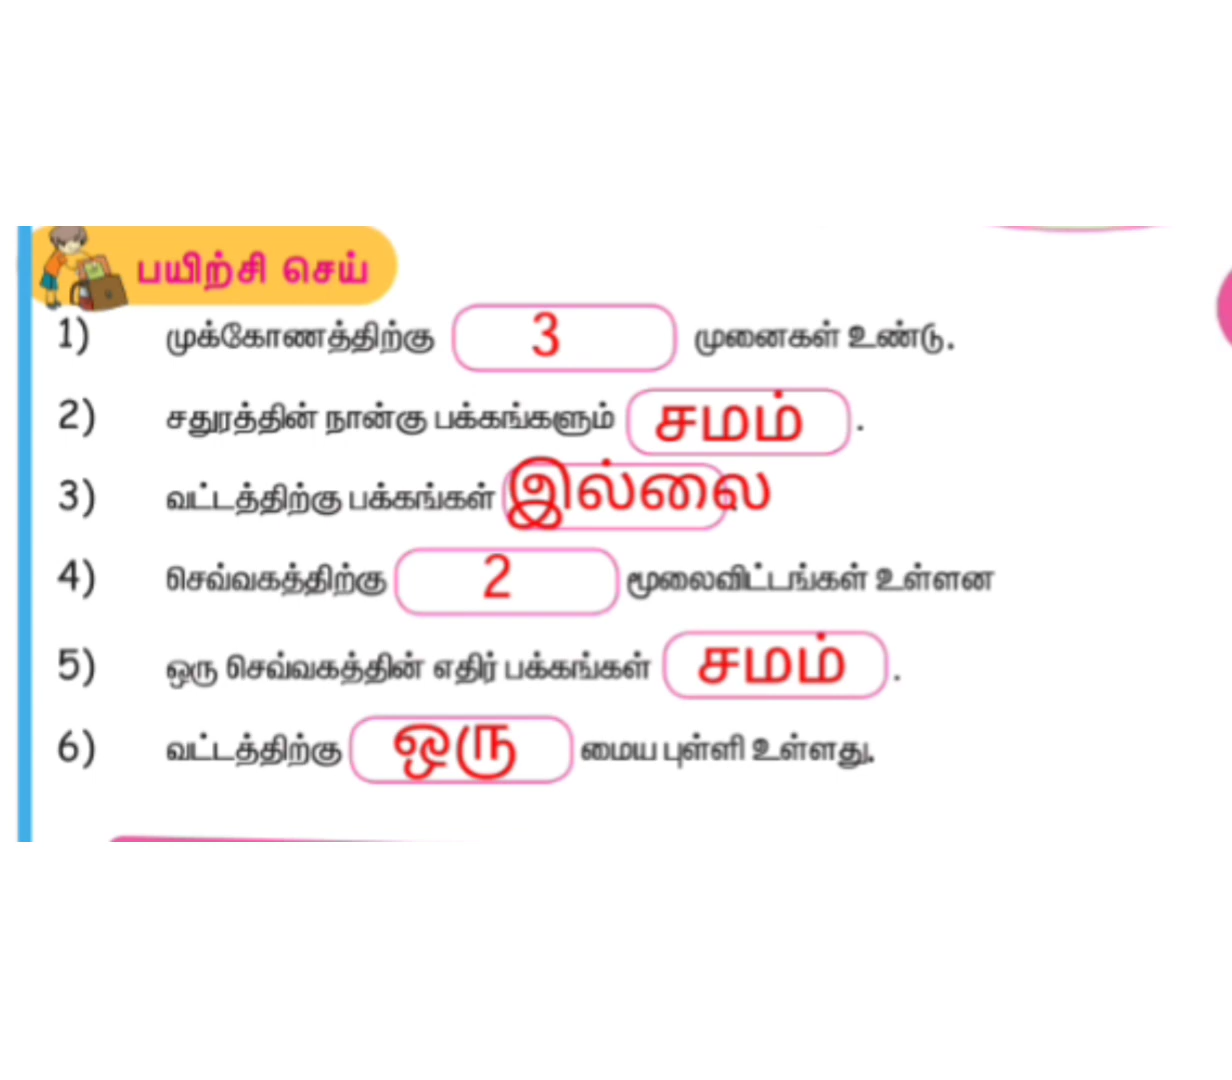 பயிற்சி செய்
1) முக்கோணத்திற்கு 3 முனைகள் உண்டு.
2) சதுரத்தின் நான்கு பக்கங்களும் சமம் .
3) வட்டத்திற்கு பக்கங்கள் இல்லை
4) செவ்வகத்திற்கு 2 மூலைவிட்டங்கள் உள்ளன
5) ஒரு செவ்வகத்தின் எதிர் பக்கங்கள் சமம் .
6) வட்டத்திற்கு ஒரு மைய புள்ளி உள்ளது.